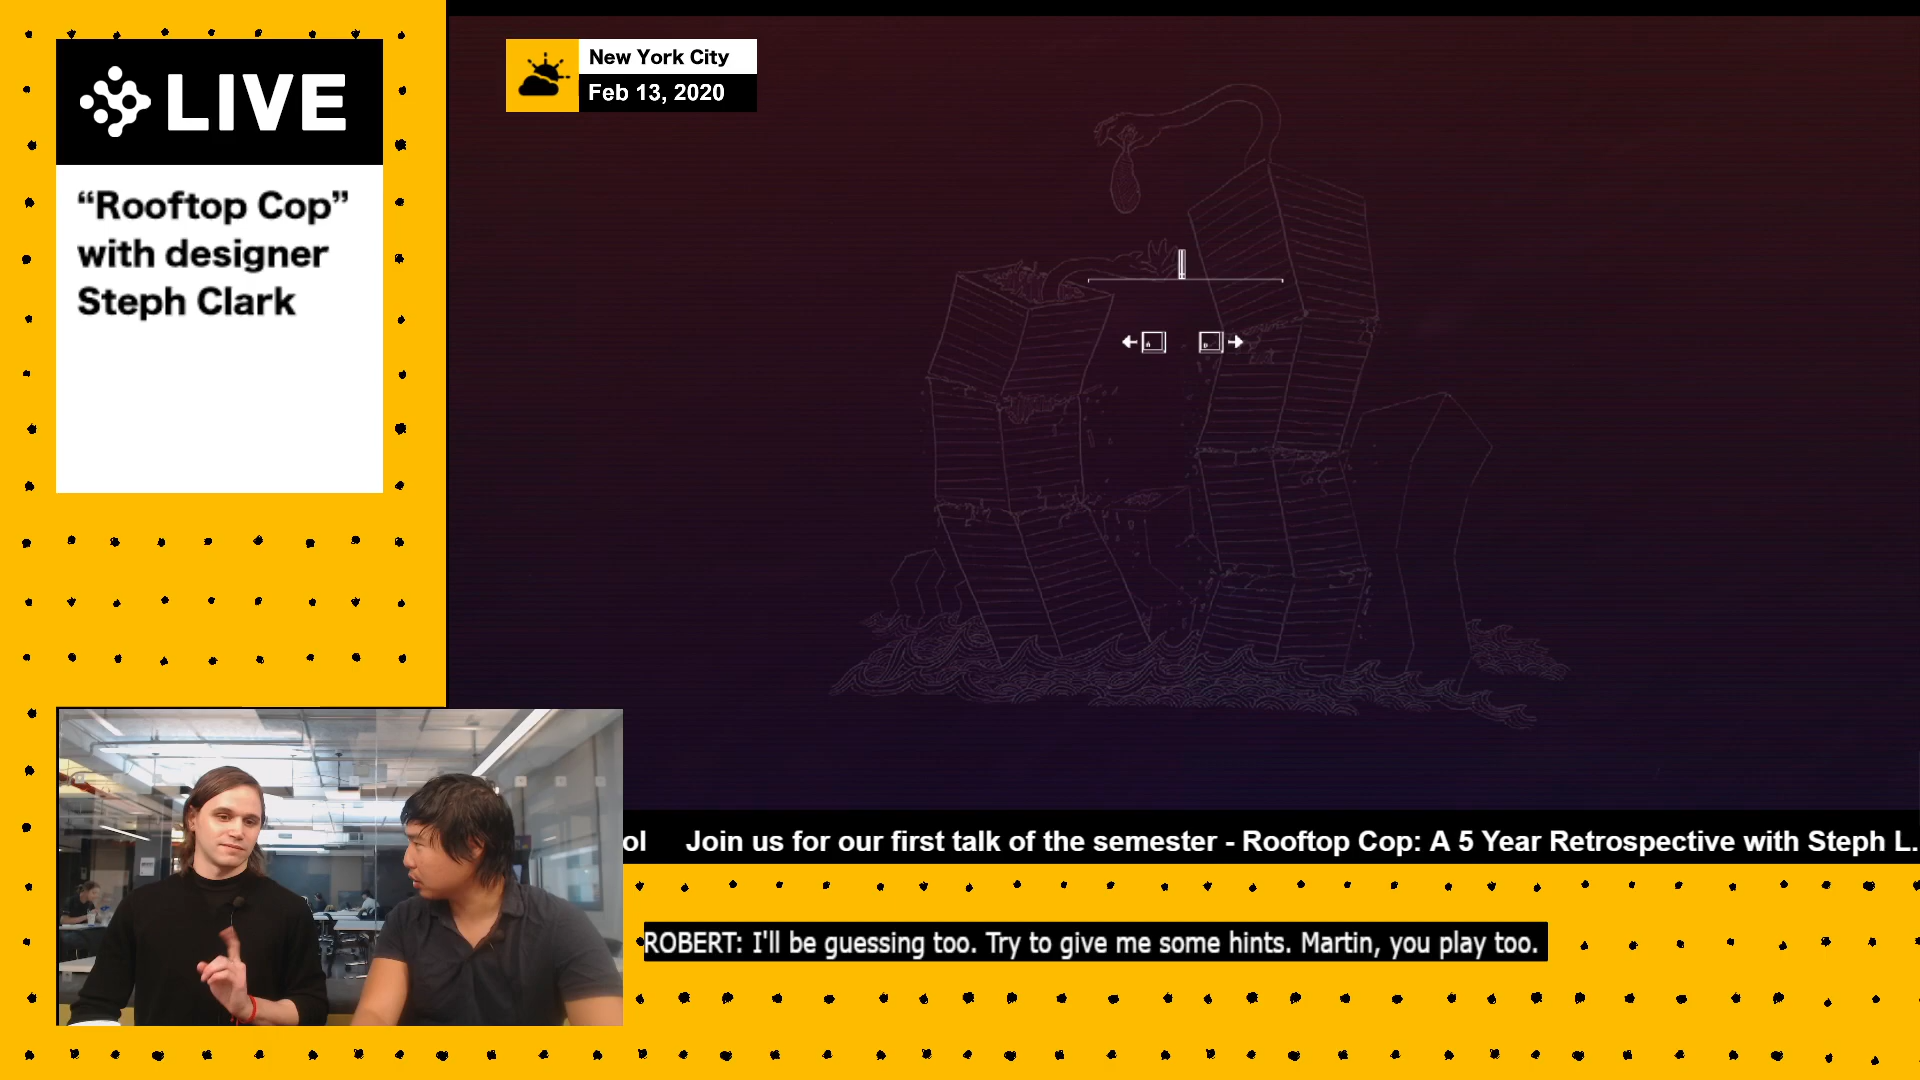 LIVE
“Rooftop Cop”
with designer
Steph Clark
New York City
Feb 13, 2020
ol Join us for our first talk of the semester - Rooftop Cop: A 5 Year Retrospective with Steph L.
ROBERT: I'll be guessing too. Try to give me some hints. Martin, you play too.